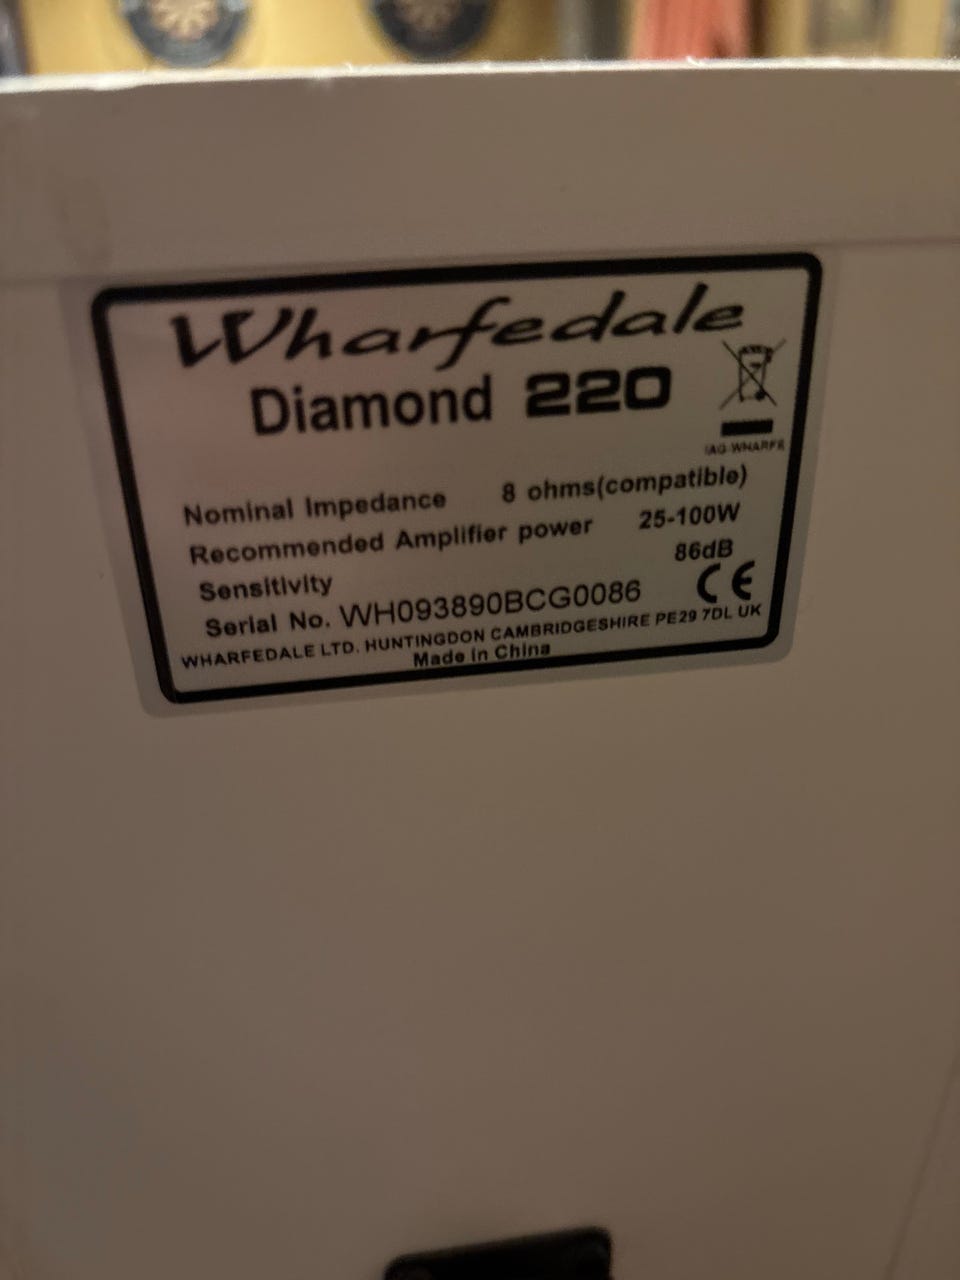 Wharfedale
Diamond 220
IAG-WHARFE
Nominal Impedance 8 ohms(compatible)
Recommended Amplifier power 25-100W
Sensitivity 86dB
Serial No. WH093890BCG0086 CE
WHARFEDALE LTD. HUNTINGDON CAMBRIDGESHIRE PE29 7DL UK
Made in China